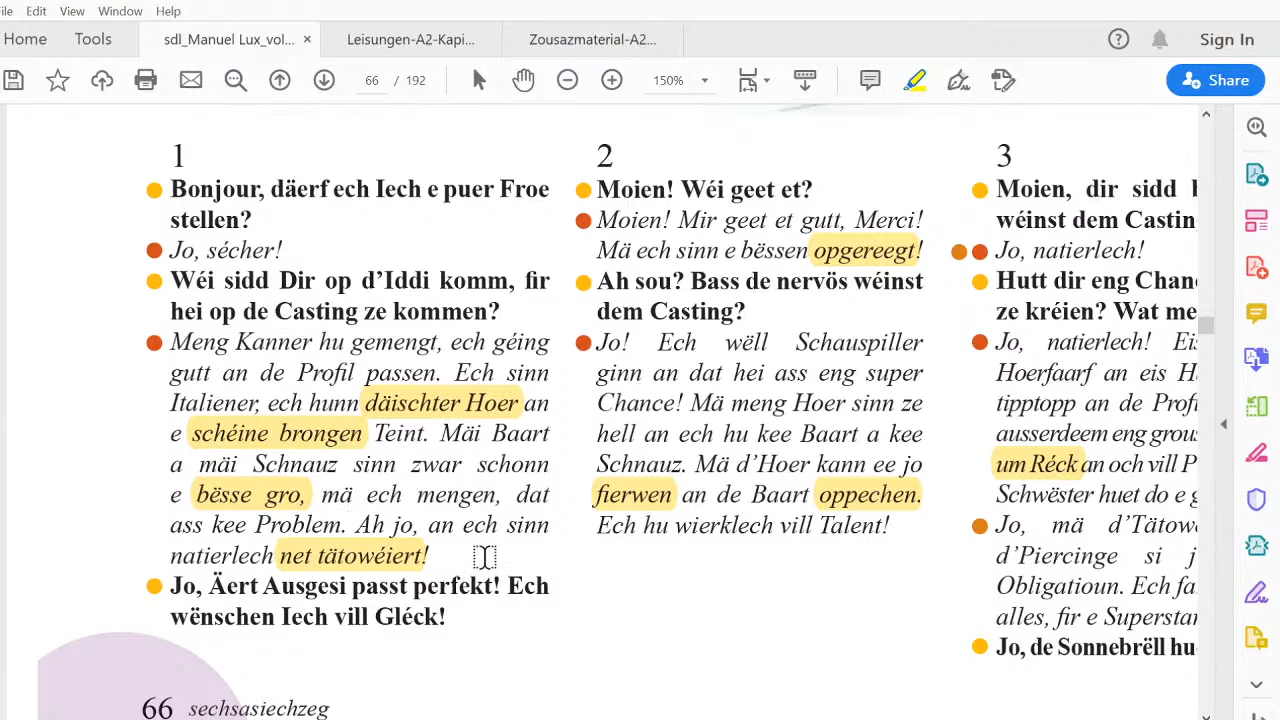 File Edit View Window Help
Home Tools sdl_Manuel Lux_vol... × Leisungen-A2-Kapi... Zousazmaterial-A2... Sign In
66 / 192 150% Share
1
Bonjour, däerf ech Iech e puer Froe
stellen?
Jo, sécher!
Wéi sidd Dir op d'Iddi komm, fir
hei op de Casting ze kommen?
Meng Kanner hu gemengt, ech géing
gutt an de Profil passen. Ech sinn
Italiener, ech hunn däischter Hoer an
e schéine brongen Teint. Mäi Baart
a mäi Schnauz sinn zwar schonn
e bësse gro, mä ech mengen, dat
ass kee Problem. Ah jo, an ech sinn
natierlech net tätowéiert!
Jo, Äert Ausgesi passt perfekt! Ech
wënschen Iech vill Gléck!
2
Moien! Wéi geet et?
Moien! Mir geet et gutt, Merci!
Mä ech sinn e bëssen opgereegt!
Ah sou? Bass de nervös wéinst
dem Casting?
Jo! Ech wëll Schauspiller
ginn an dat hei ass eng super
Chance! Mä meng Hoer sinn ze
hell an ech hu kee Baart a kee
Schnauz. Mä d'Hoer kann ee jo
fierwen an de Baart oppechen.
Ech hu wierklech vill Talent!
3
Moien, dir sidd
wéinst dem Casting
Jo, natierlech!
Hutt dir eng Chanc
ze kréien? Wat me
Jo, natierlech! Eis
Hoerfaarf an eis H
tipptopp an de Profi
ausserdeem eng grous
um Réck an och vill P
Schwëster huet do e g
Jo, mä d'Tätow
d'Piercinge si j
Obligatioun. Ech fa
alles, fir e Superstar
Jo, de Sonnebrëll hu
66 sechsasiechzeg